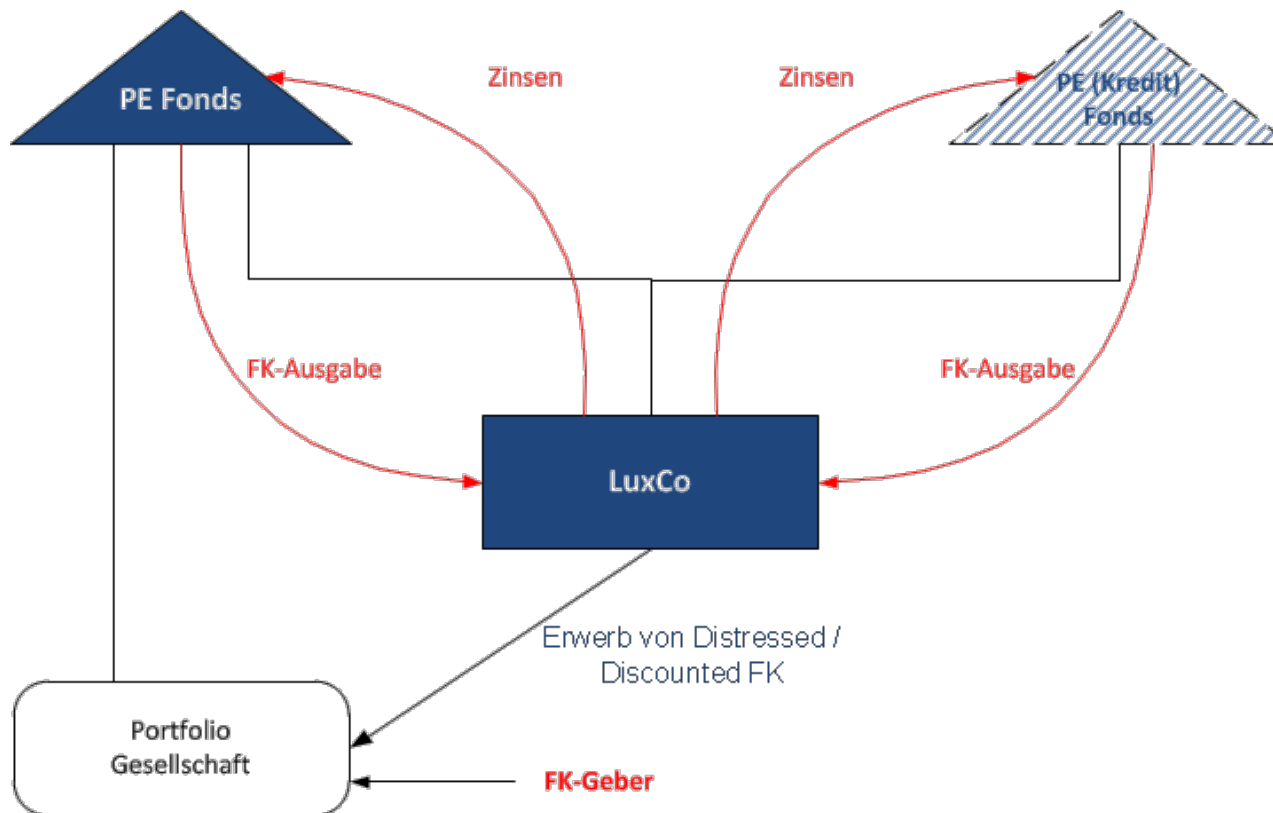 Zinsen
Zinsen
PE Fonds
PE (Kredit)
Fonds
FK-Ausgabe
FK-Ausgabe
LuxCo
Erwerb von Distressed /
Discounted FK
Portfolio
Gesellschaft
FK-Geber